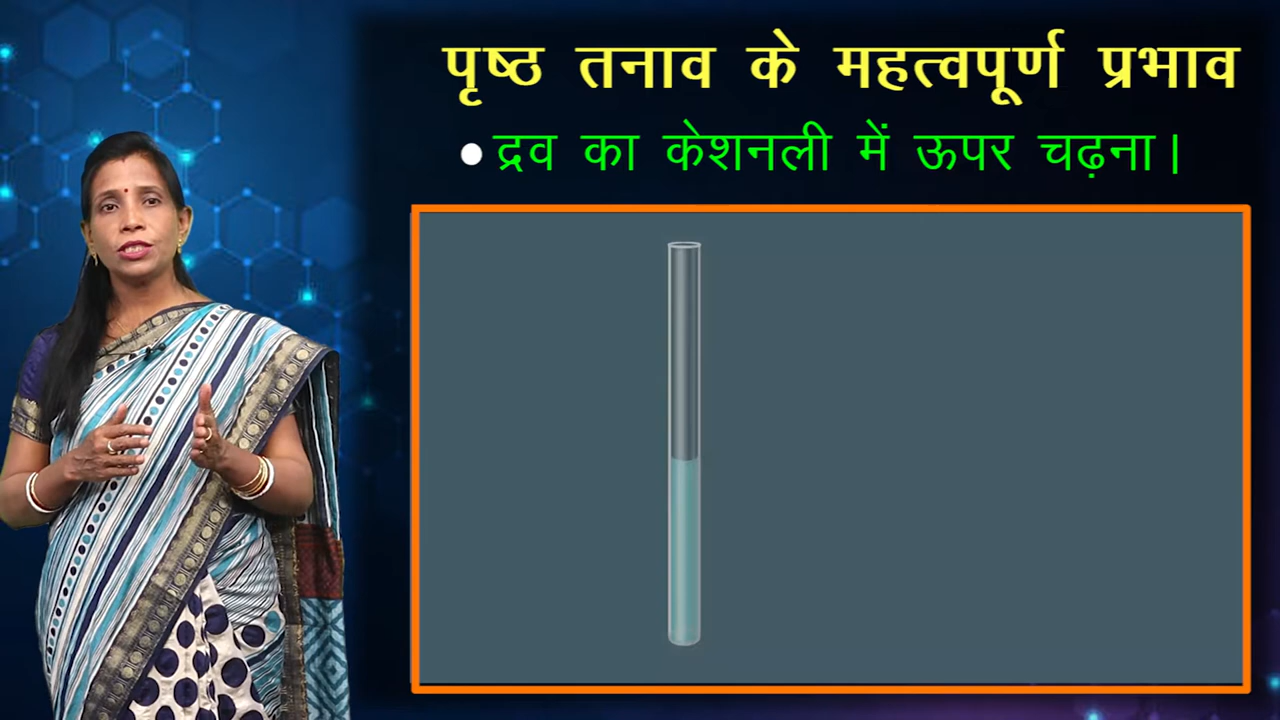 पृष्ठ तनाव के महत्वपूर्ण प्रभाव
• द्रव का केशनली में ऊपर चढ़ना।